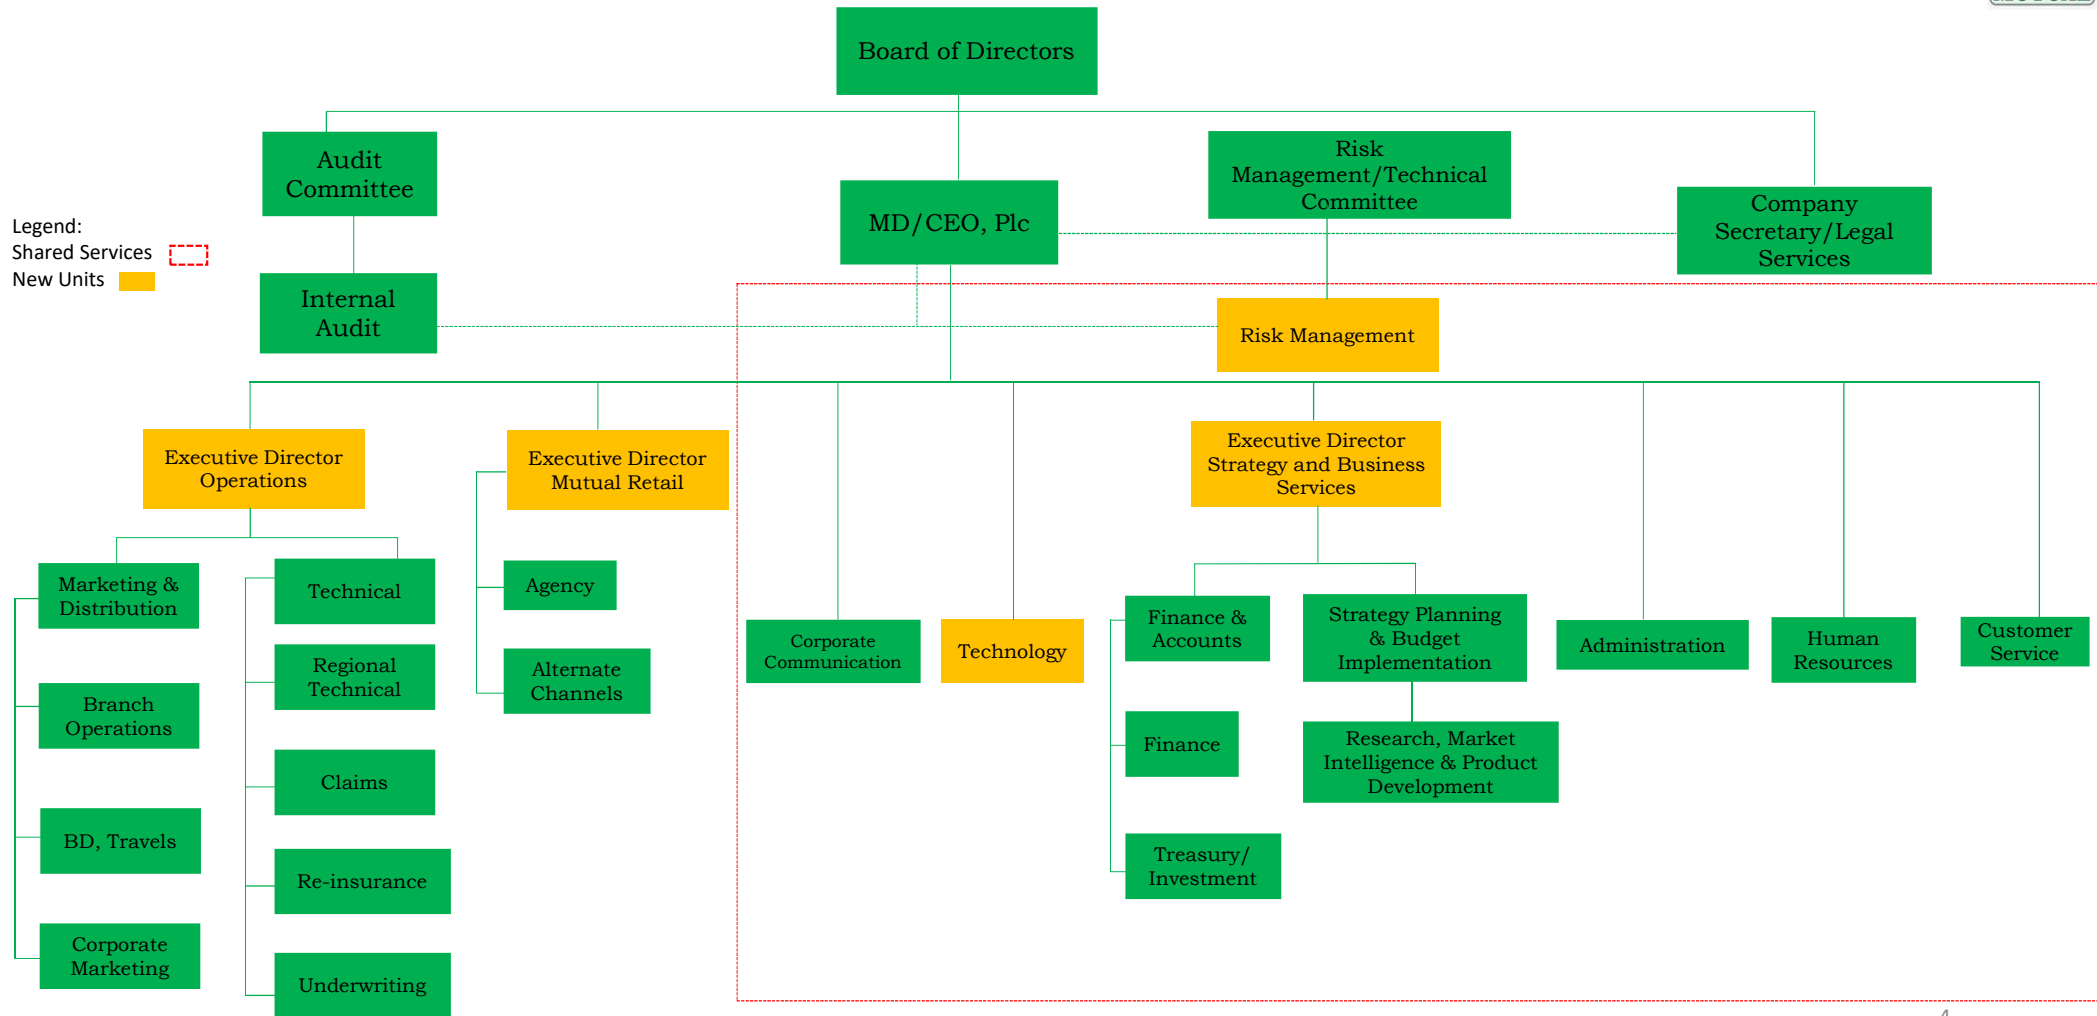 Board of Directors
Audit
Committee
Risk
Management/Technical
Committee
MD/CEO, Plc
Company
Secretary/Legal
Services
Legend:
Shared Services
New Units
Internal
Audit
Risk Management
Executive Director
Operations
Executive Director
Mutual Retail
Executive Director
Strategy and Business
Services
Marketing &
Distribution
Technical
Agency
Finance &
Accounts
Strategy Planning
& Budget
Implementation
Corporate
Communication
Technology
Administration
Human
Resources
Customer
Service
Regional
Technical
Alternate
Channels
Branch
Operations
Finance
Research, Market
Intelligence & Product
Development
Claims
BD, Travels
Re-insurance
Treasury/
Investment
Corporate
Marketing
Underwriting